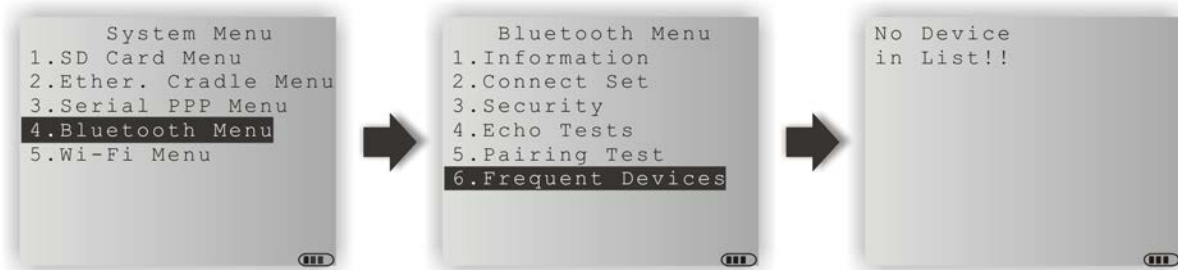 System Menu
1.SD Card Menu
2.Ether. Cradle Menu
3.Serial PPP Menu
4.Bluetooth Menu
5.Wi-Fi Menu
Bluetooth Menu
1.Information
2.Connect Set
3.Security
4.Echo Tests
5.Pairing Test
6.Frequent Devices
No Device
in List!!